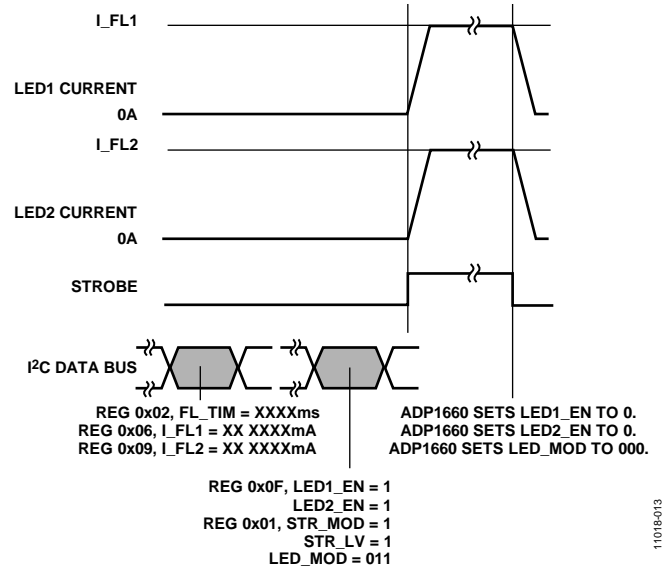 I_FL1
LED1 CURRENT
0A
I_FL2
LED2 CURRENT
0A
STROBE
I2C DATA BUS
REG 0x02, FL_TIM = XXXXms
REG 0x06, I_FL1 = XX XXXXmA
REG 0x09, I_FL2 = XX XXXXmA
ADP1660 SETS LED1_EN TO 0.
ADP1660 SETS LED2_EN TO 0.
ADP1660 SETS LED_MOD TO 000.
REG 0x0F, LED1_EN = 1
LED2_EN = 1
REG 0x01, STR_MOD = 1
STR_LV = 1
LED_MOD = 011
11018-013